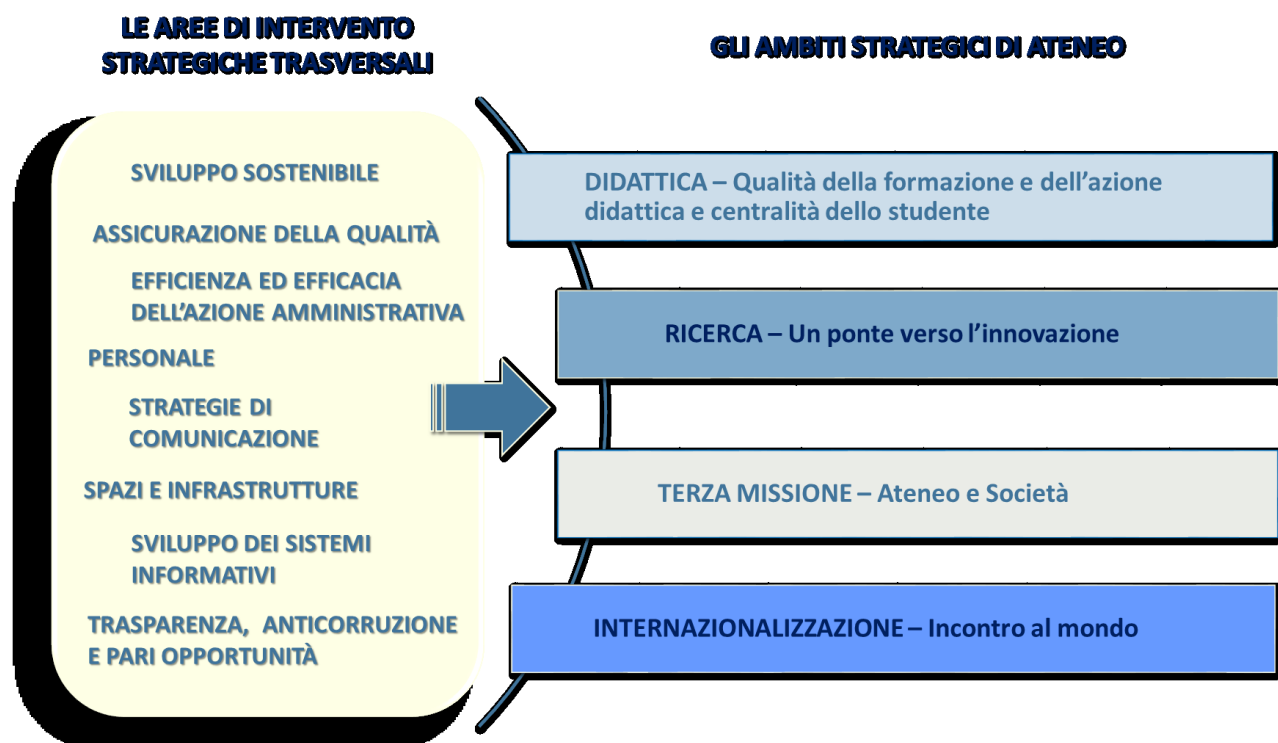 LE AREE DI INTERVENTO
STRATEGICHE TRASVERSALI
GLI AMBITI STRATEGICI DI ATENEO
SVILUPPO SOSTENIBILE
ASSICURAZIONE DELLA QUALITÀ
EFFICIENZA ED EFFICACIA
DELL’AZIONE AMMINISTRATIVA
PERSONALE
STRATEGIE DI
COMUNICAZIONE
SPAZI E INFRASTRUTTURE
SVILUPPO DEI SISTEMI
INFORMATIVI
TRASPARENZA, ANTICORRUZIONE
E PARI OPPORTUNITÀ
DIDATTICA – Qualità della formazione e dell’azione
didattica e centralità dello studente
RICERCA – Un ponte verso l’innovazione
TERZA MISSIONE – Ateneo e Società
INTERNAZIONALIZZAZIONE – Incontro al mondo